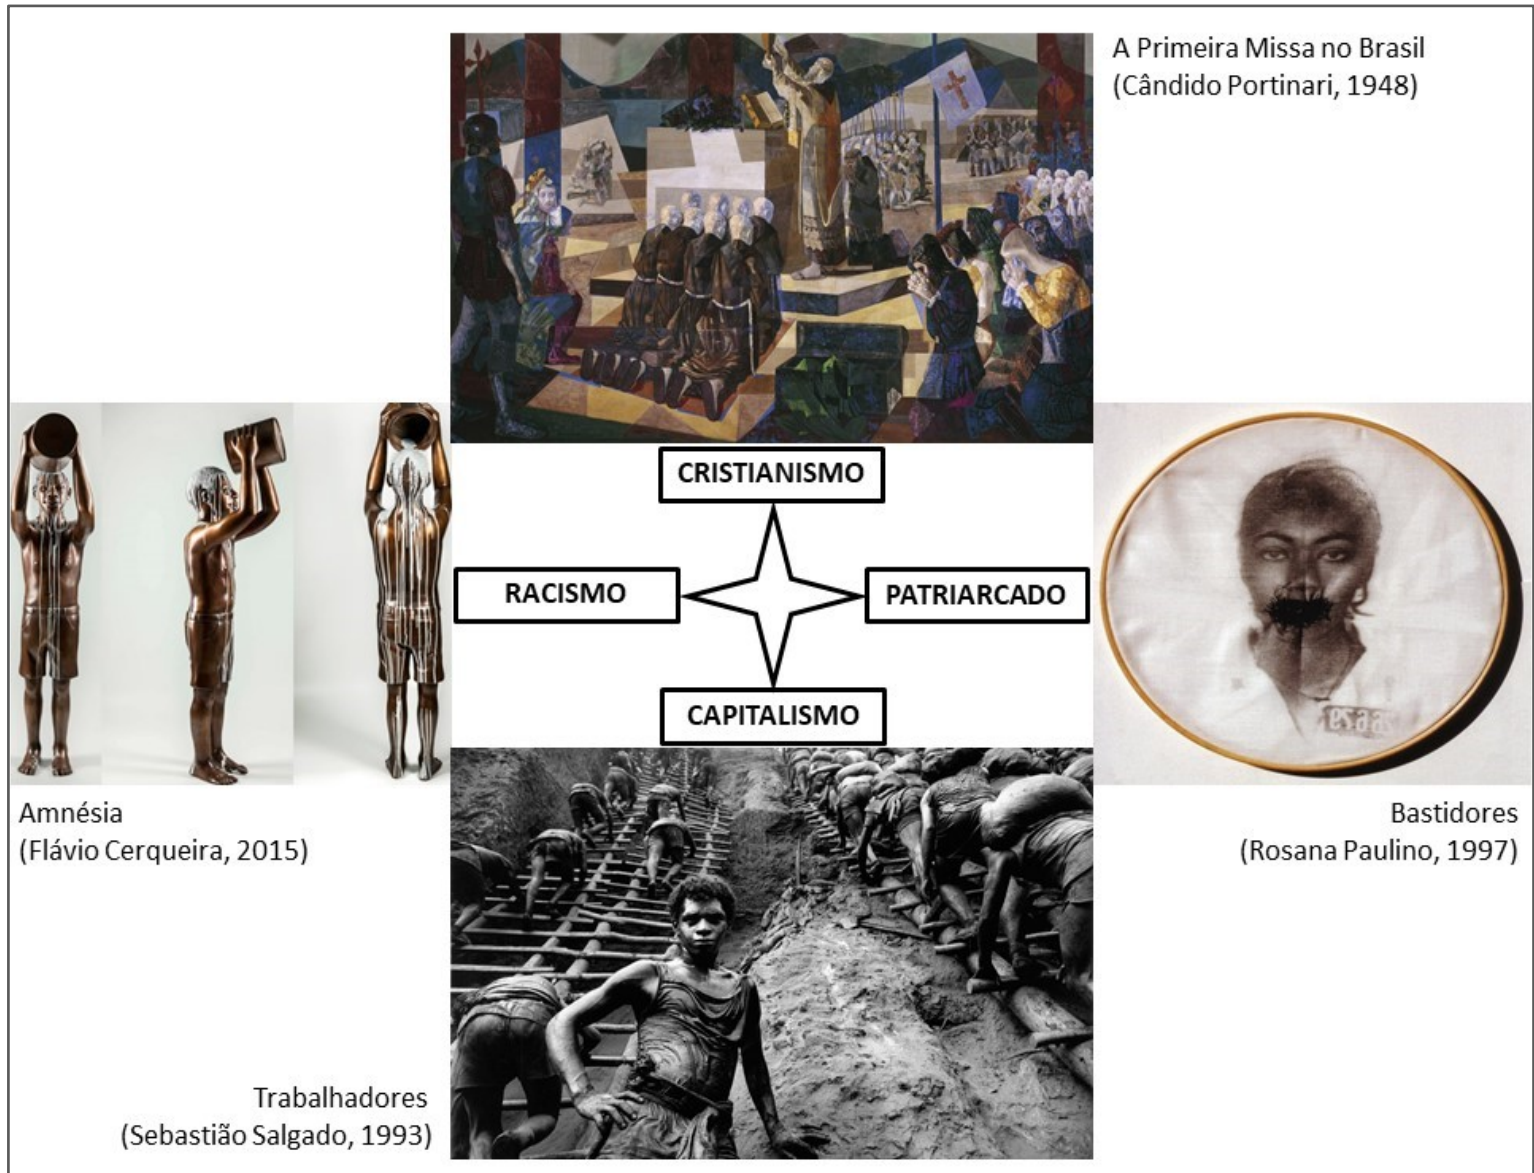 A Primeira Missa no Brasil
(Cândido Portinari, 1948)
CRISTIANISMO
RACISMO
PATRIARCADO
CAPITALISMO
Amnésia
(Flávio Cerqueira, 2015)
Bastidores
(Rosana Paulino, 1997)
Trabalhadores
(Sebastião Salgado, 1993)